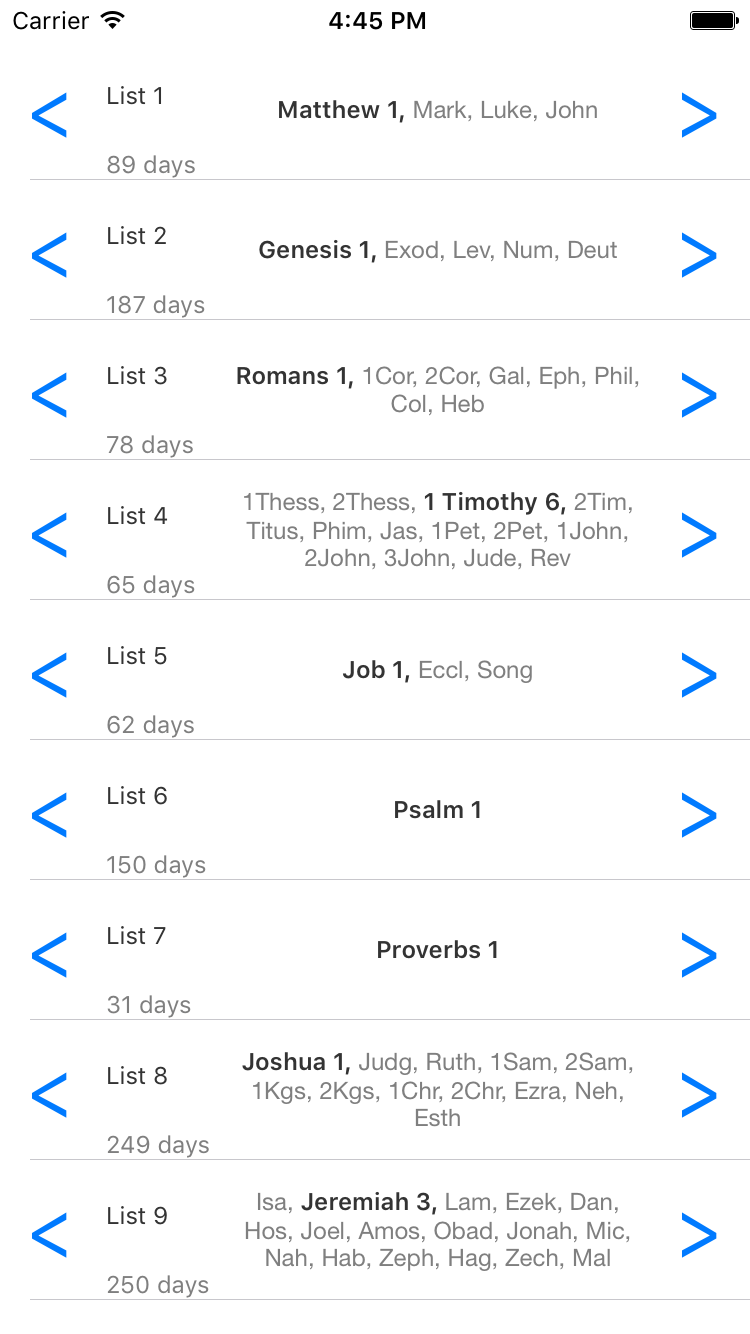 Carrier 4:45 PM
List 1
Matthew 1, Mark, Luke, John
89 days
List 2
Genesis 1, Exod, Lev, Num, Deut
187 days
List 3
Romans 1, 1Cor, 2Cor, Gal, Eph, Phil,
Col, Heb
78 days
List 4
1Thess, 2Thess, 1 Timothy 6, 2Tim,
Titus, Phim, Jas, 1Pet, 2Pet, 1John,
2John, 3John, Jude, Rev
65 days
List 5
Job 1, Eccl, Song
62 days
List 6
Psalm 1
150 days
List 7
Proverbs 1
31 days
List 8
Joshua 1, Judg, Ruth, 1Sam, 2Sam,
1Kgs, 2Kgs, 1Chr, 2Chr, Ezra, Neh,
Esth
249 days
List 9
Isa, Jeremiah 3, Lam, Ezek, Dan,
Hos, Joel, Amos, Obad, Jonah, Mic,
Nah, Hab, Zeph, Hag, Zech, Mal
250 days